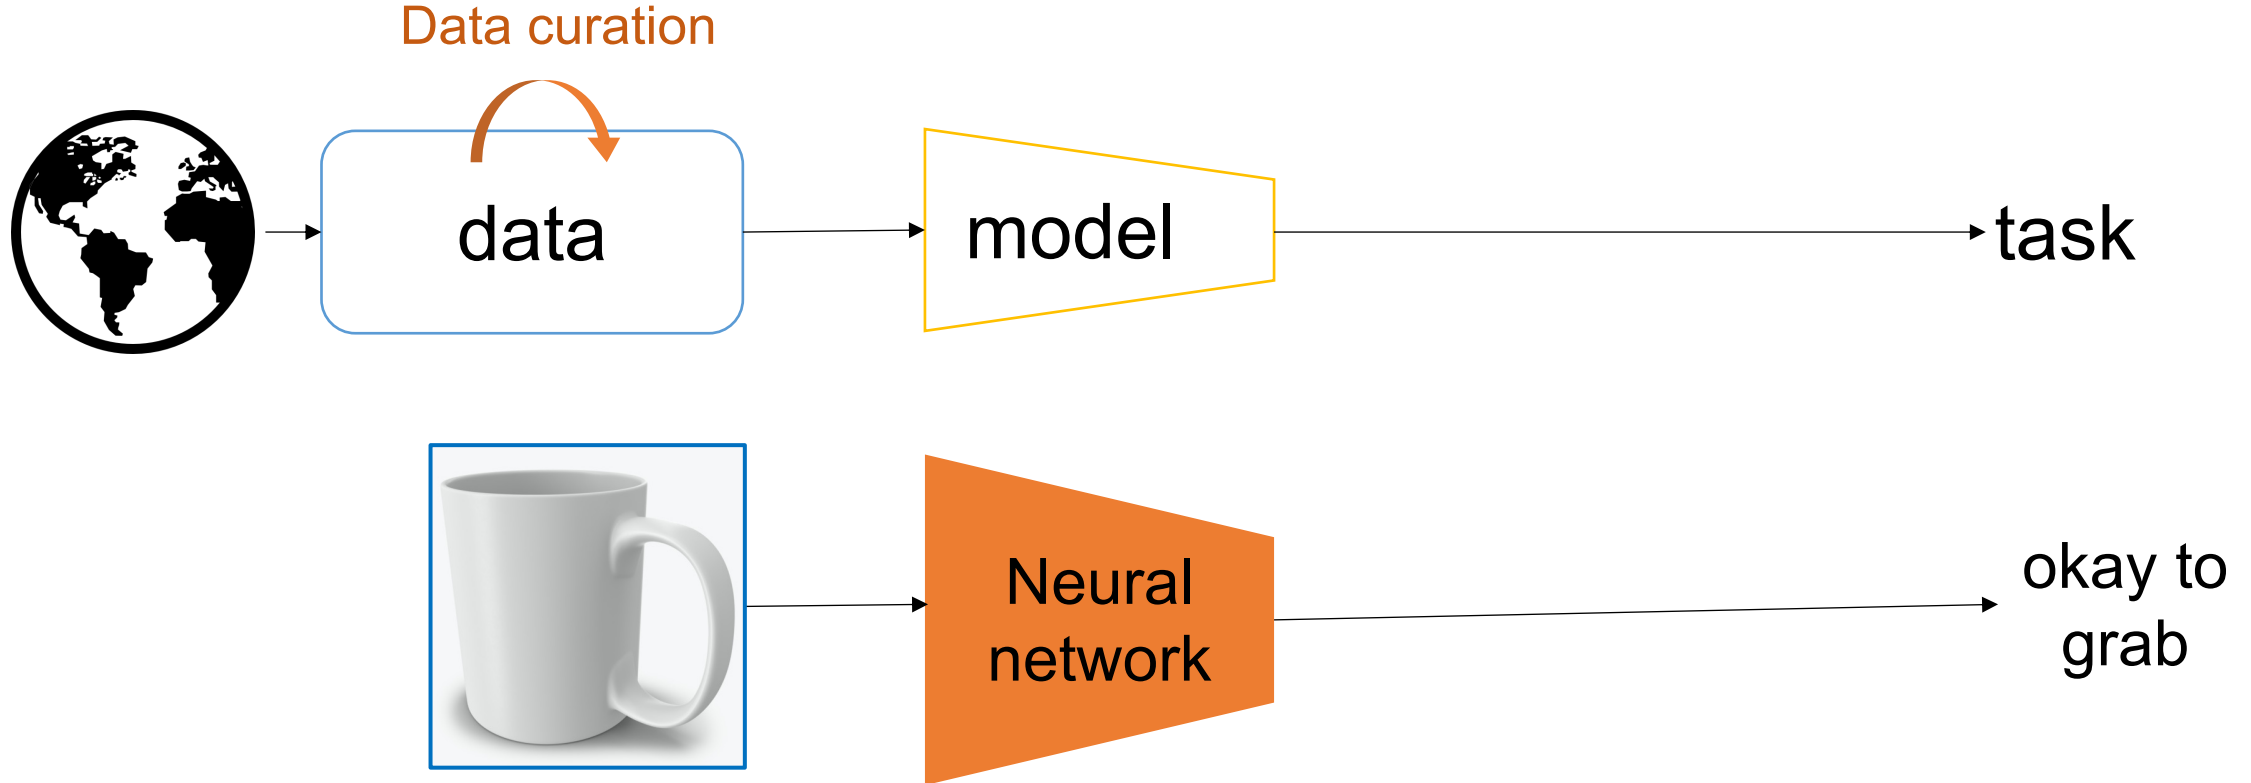 Data curation
data
model
task
Neural
network
okay to
grab